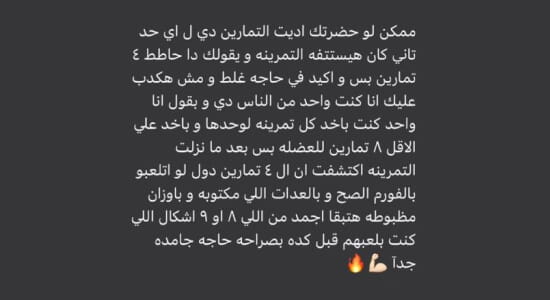 ممكن لو حضرتك اديت التمارين دي ل اي حد
تاني كان هيستتفه التمرينه و يقولك دا حاطط ٤
تمارين بس و اكيد في حاجه غلط و مش هكدب
عليك انا كنت واحد من الناس دي و بقول انا
واحد كنت باخد كل تمرينه لوحدها و باخد علي
الاقل ٨ تمارين للعضله بس بعد ما نزلت
التمرينه اكتشفت ان ال ٤ تمارين دول لو اتلعبو
بالفورم الصح و بالعدات اللي مكتوبه و باوزان
مظبوطه هتبقا اجمد من اللي ٨ او ٩ اشكال اللي
كنت بلعبهم قبل كده بصراحه حاجه جامده
جدآ 💪🏻🔥